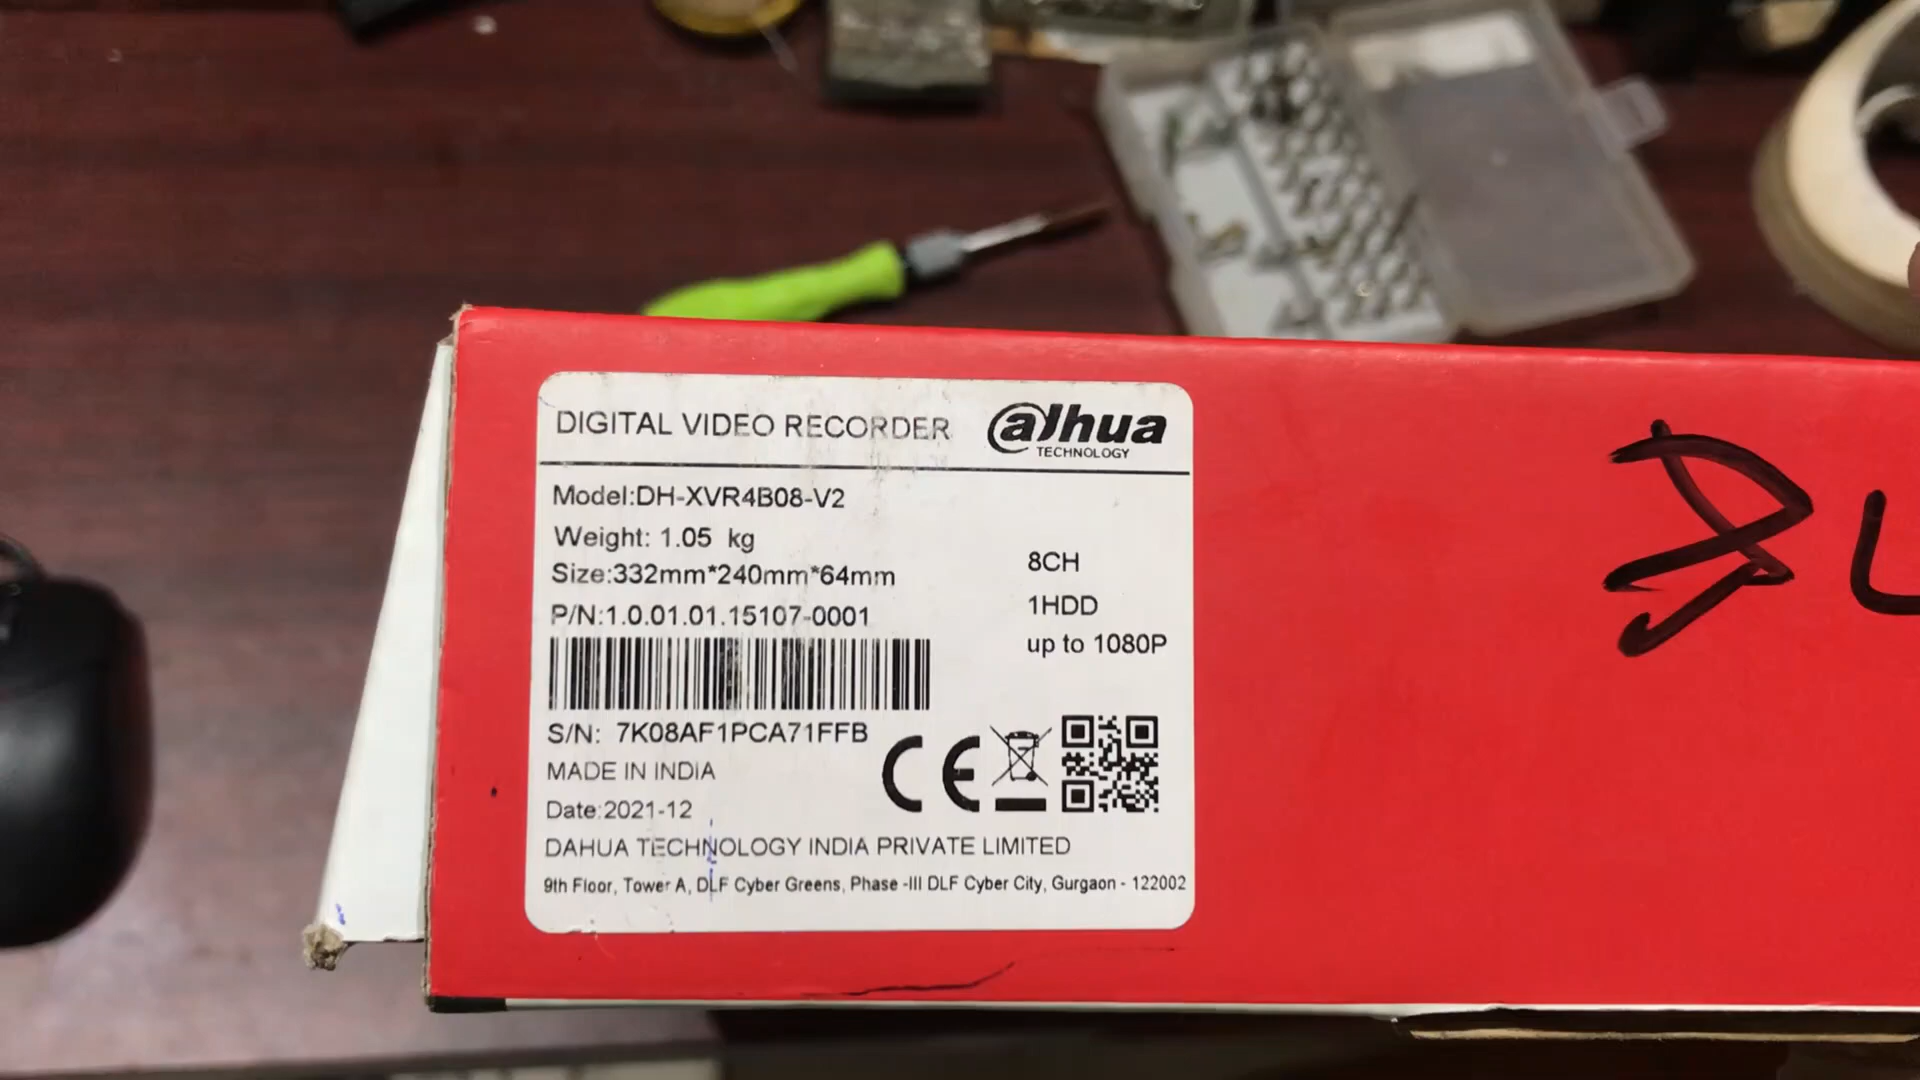 DIGITAL VIDEO RECORDER
alhua
TECHNOLOGY
Model:DH-XVR4B08-V2
Weight: 1.05 kg
Size:332mm*240mm*64mm
P/N:1.0.01.01.15107-0001
8CH
1HDD
up to 1080P
S/N: 7K08AF1PCA71FFB
CE
MADE IN INDIA
Date:2021-12
DAHUA TECHNOLOGY INDIA PRIVATE LIMITED
9th Floor, Tower A, DLF Cyber Greens, Phase -III DLF Cyber City, Gurgaon - 122002